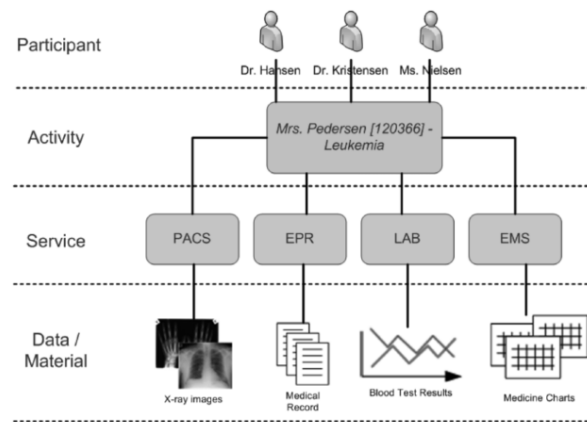 Participant
Dr. Hansen
Dr. Kristensen
Ms. Nielsen
Activity
Mrs. Pedersen [120366] -
Leukemia
Service
PACS
EPR
LAB
EMS
Data /
Material
X-ray images
Medical
Record
Blood Test Results
Medicine Charts